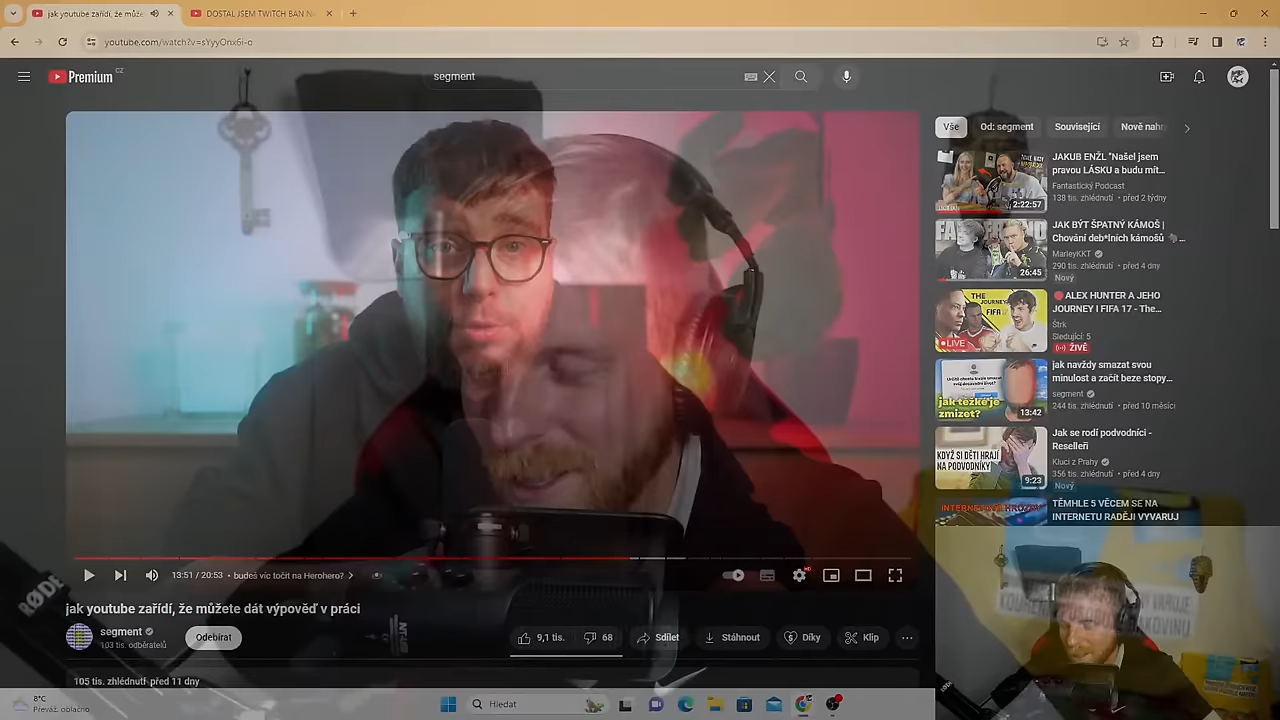 jak youtube zařídí, že může
DOSTAL JSEM TWITCH BAN N
youtube.com/watch?v=sYyyOnx6i-o
Premium CZ
segment
Vše
Od: segment
Související
Nově nahr
JAKUB ENŽL "Našel jsem
pravou LÁSKU a budu mít...
Fantastický Podcast
138 tis. zhlédnutí • před 2 týdny
2:22:57
JAK BÝT ŠPATNÝ KÁMOŠ |
Chování deb*lních kámošů
MarleyKKT
290 tis. zhlédnutí • před 4 dny
Nový
26:45
ALEX HUNTER A JEHO
JOURNEY I FIFA 17 - The...
Štrk
Sledující: 5
ŽIVĚ
THE
JOURNEY
FIFA
LIVE
jak navždy smazat svou
minulost a začít beze stopy...
segment
244 tis. zhlédnutí • před 10 měsíci
jak těžké je
zmizet?
13:42
Jak se rodí podvodníci -
Reselleři
Kluci z Prahy
356 tis. zhlédnutí • před 4 dny
Nový
KDYŽ SI DĚTI HRAJÍ
NA PODVODNÍKY
9:23
TĚMHLE 5 VĚCEM SE NA
INTERNETU RADĚJI VYVARUJ
13:51 / 20:53 • budeš víc točit na Herohero?
RØDE
jak youtube zařídí, že můžete dát výpověď v práci
segment
103 tis. odběratelů
Odebírat
9,1 tis.
68
Sdílet
Stáhnout
Díky
Klip
105 tis. zhlédnutí před 11 dny
8°C
Převáž. oblačno
Hledat